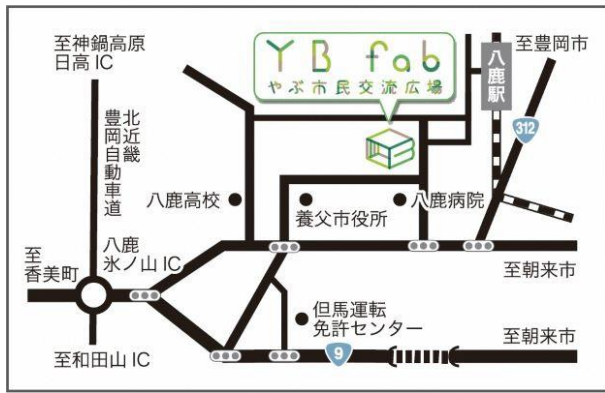 至神鍋高原
日高IC
YB fab
やぶ市民交流広場
八鹿駅
至豊岡市
312
北近畿
豊岡自動車道
八鹿高校
養父市役所
八鹿病院
八鹿
氷ノ山IC
至
香美町
至朝来市
但馬運転
免許センター
至朝来市
9
至和田山IC